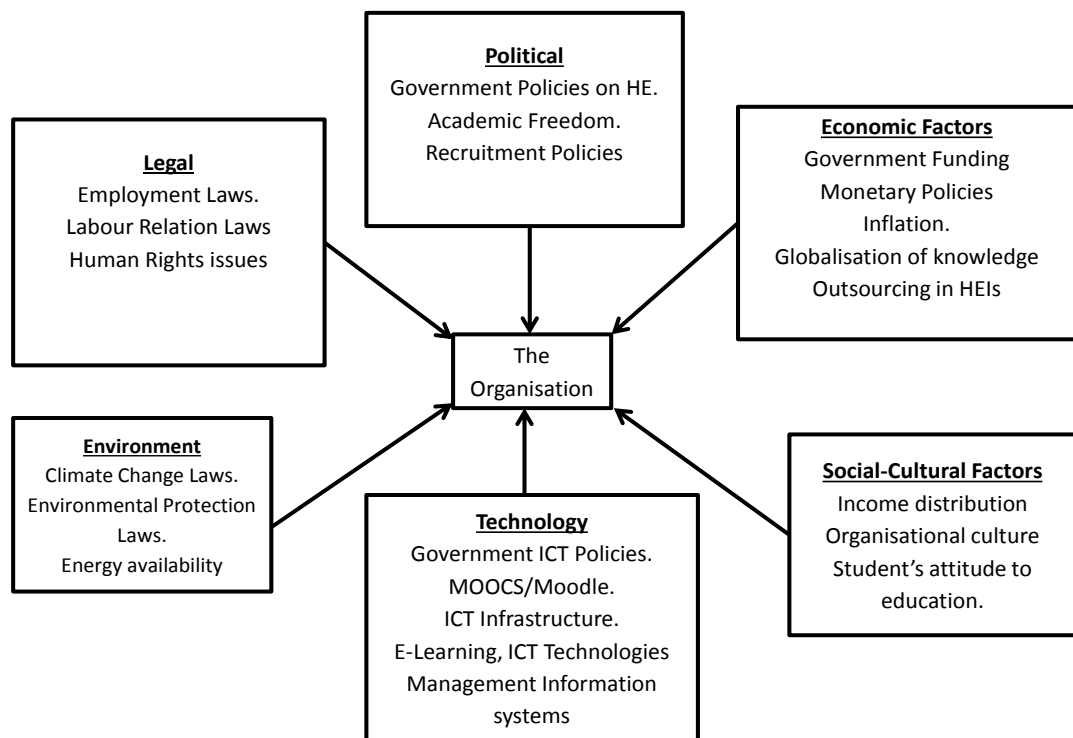 Political
Government Policies on HE.
Academic Freedom.
Recruitment Policies
Legal
Employment Laws.
Labour Relation Laws
Human Rights issues
Economic Factors
Government Funding
Monetary Policies
Inflation.
Globalisation of knowledge
Outsourcing in HEIs
The
Organisation
Environment
Climate Change Laws.
Environmental Protection
Laws.
Energy availability
Technology
Government ICT Policies.
MOOCS/Moodle.
ICT Infrastructure.
E-Learning, ICT Technologies
Management Information
systems
Social-Cultural Factors
Income distribution
Organisational culture
Student’s attitude to
education.